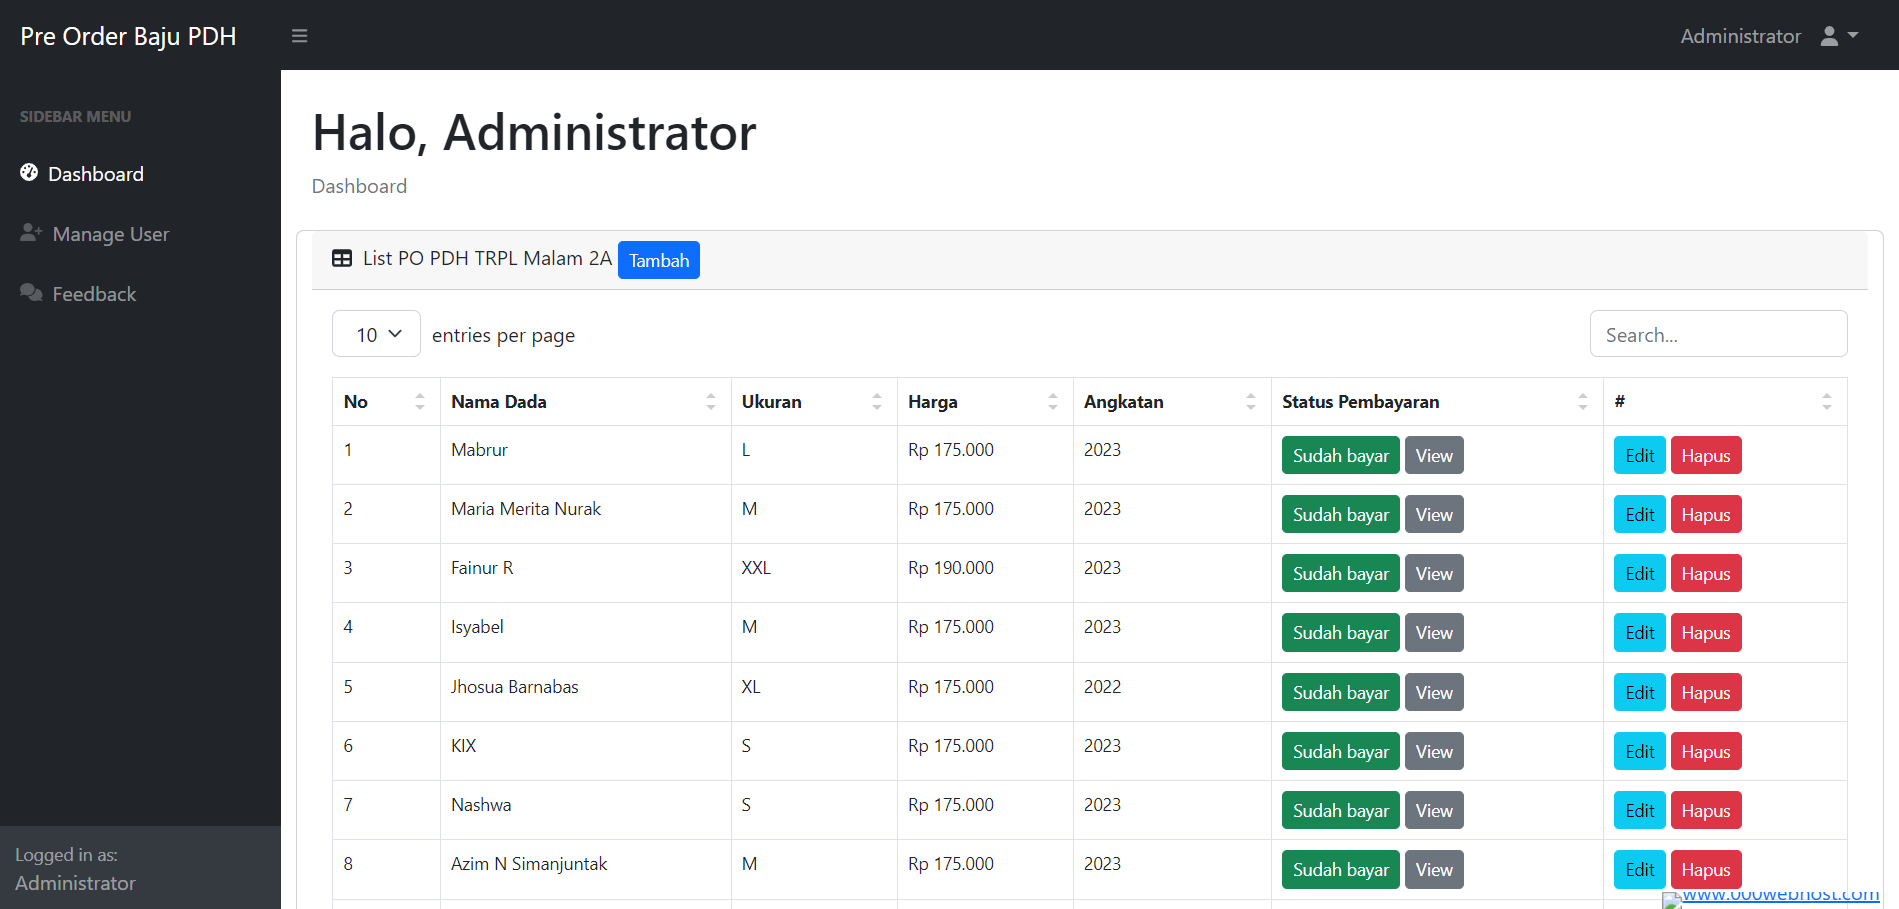 Pre Order Baju PDH
Administrator
SIDEBAR MENU
Dashboard
Manage User
Feedback
Logged in as:
Administrator
Halo, Administrator
Dashboard
List PO PDH TRPL Malam 2A Tambah
10 entries per page
Search...
No Nama Dada Ukuran Harga Angkatan Status Pembayaran #
1 Mabrur L Rp 175.000 2023 Sudah bayar View Edit Hapus
2 Maria Merita Nurak M Rp 175.000 2023 Sudah bayar View Edit Hapus
3 Fainur R XXL Rp 190.000 2023 Sudah bayar View Edit Hapus
4 Isyabel M Rp 175.000 2023 Sudah bayar View Edit Hapus
5 Jhosua Barnabas XL Rp 175.000 2022 Sudah bayar View Edit Hapus
6 KIX S Rp 175.000 2023 Sudah bayar View Edit Hapus
7 Nashwa S Rp 175.000 2023 Sudah bayar View Edit Hapus
8 Azim N Simanjuntak M Rp 175.000 2023 Sudah bayar View Edit Hapus
www.000webhost.com